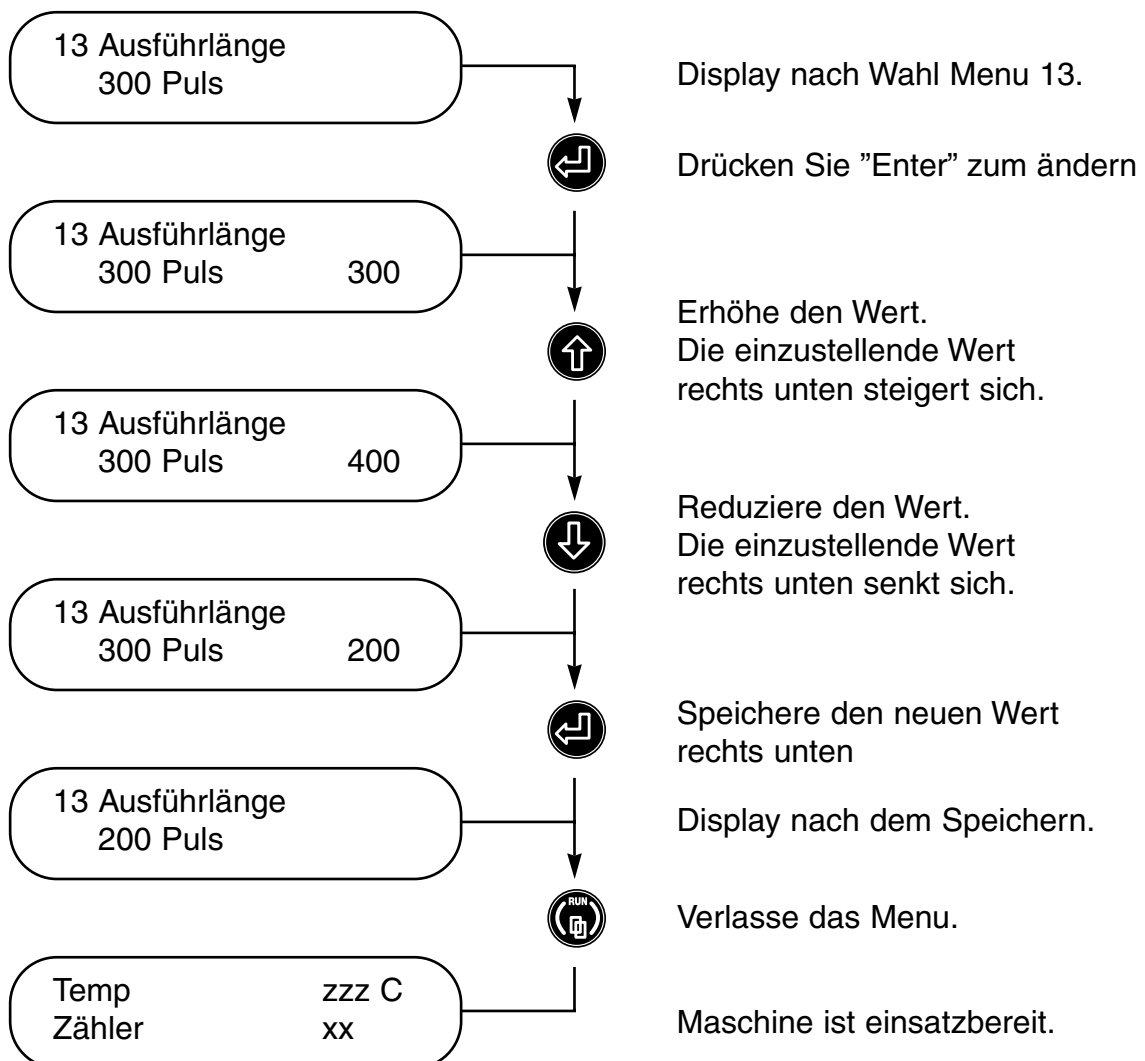 13 Ausführlänge
300 Puls
Display nach Wahl Menu 13.
Drücken Sie ”Enter” zum ändern
13 Ausführlänge
300 Puls 300
Erhöhe den Wert.
Die einzustellende Wert
rechts unten steigert sich.
13 Ausführlänge
300 Puls 400
Reduziere den Wert.
Die einzustellende Wert
rechts unten senkt sich.
13 Ausführlänge
300 Puls 200
Speichere den neuen Wert
rechts unten
13 Ausführlänge
200 Puls
Display nach dem Speichern.
RUN
Verlasse das Menu.
Temp zzz C
Zähler xx
Maschine ist einsatzbereit.